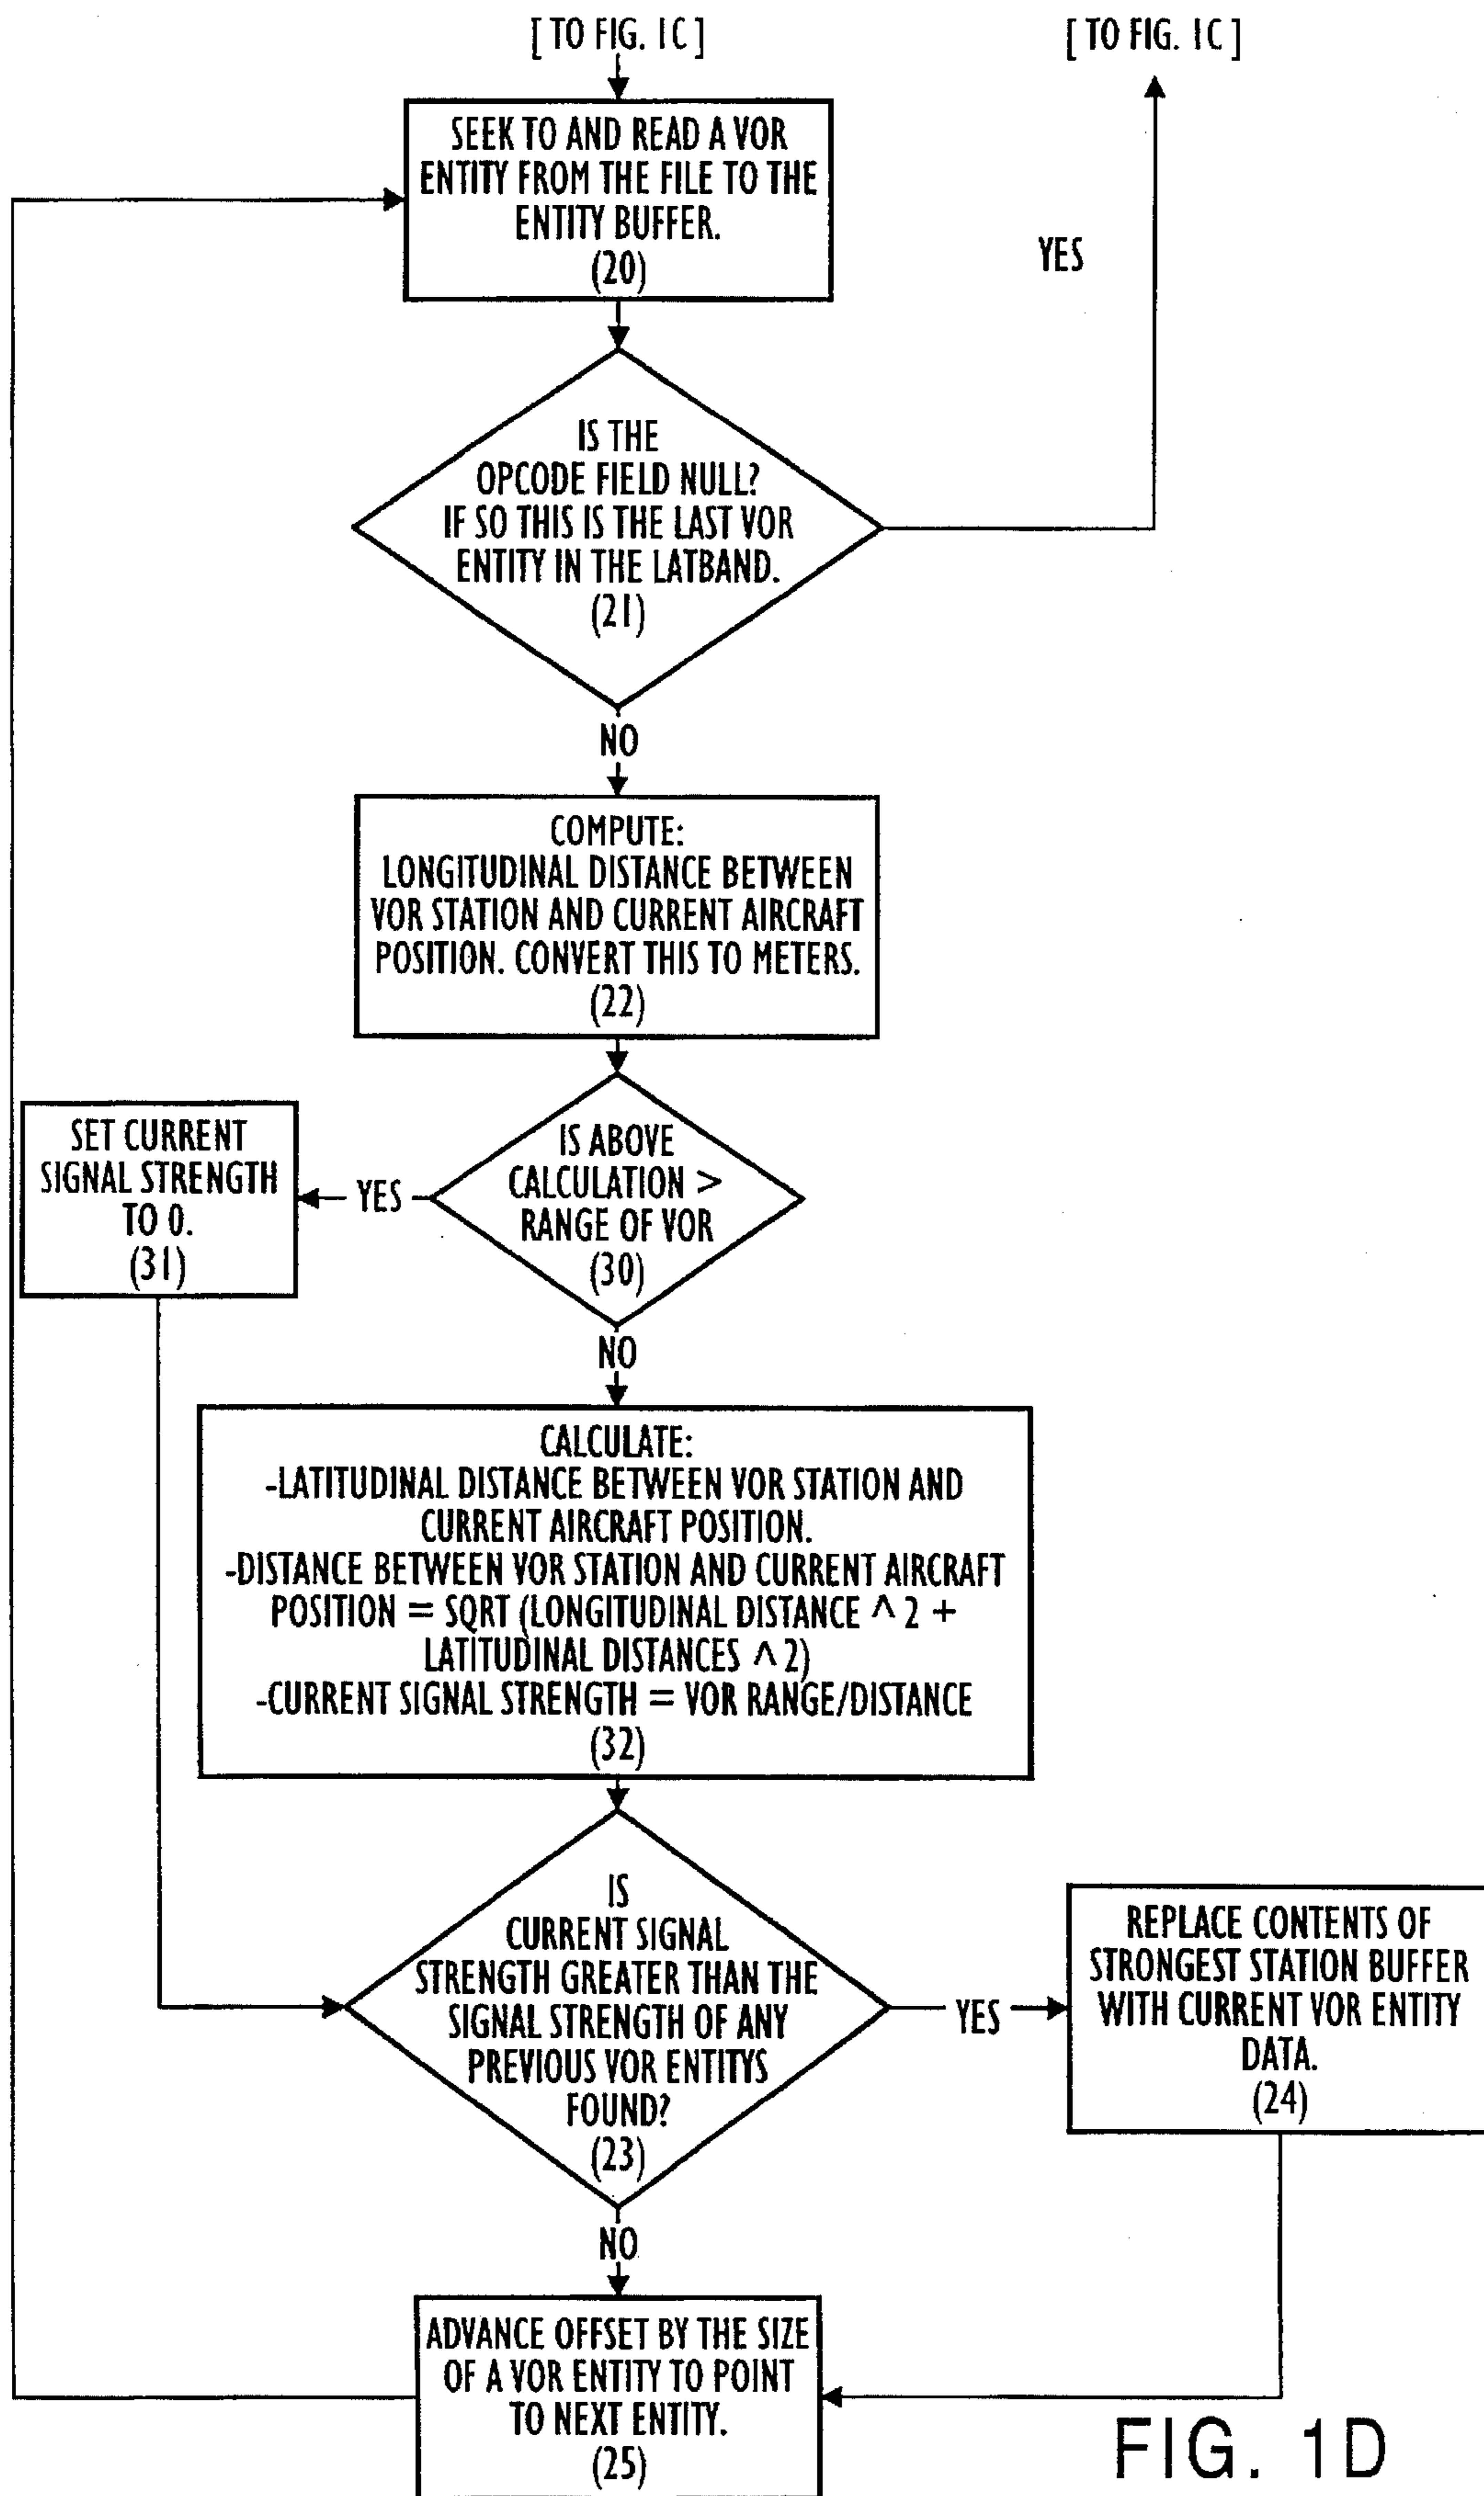 [ TO FIG. 1C ]
[ TO FIG. 1C ]
SEEK TO AND READ A VOR
ENTITY FROM THE FILE TO THE
ENTITY BUFFER.
(20)
YES
IS THE
OPCODE FIELD NULL?
IF SO THIS IS THE LAST VOR
ENTITY IN THE LATBAND.
(21)
NO
COMPUTE:
LONGITUDINAL DISTANCE BETWEEN
VOR STATION AND CURRENT AIRCRAFT
POSITION. CONVERT THIS TO METERS.
(22)
SET CURRENT
SIGNAL STRENGTH
TO 0.
(31)
YES
IS ABOVE
CALCULATION >
RANGE OF VOR
(30)
NO
CALCULATE:
-LATITUDINAL DISTANCE BETWEEN VOR STATION AND
CURRENT AIRCRAFT POSITION.
-DISTANCE BETWEEN VOR STATION AND CURRENT AIRCRAFT
POSITION = SQRT (LONGITUDINAL DISTANCE ^ 2 +
LATITUDINAL DISTANCES ^ 2)
-CURRENT SIGNAL STRENGTH = VOR RANGE/DISTANCE
(32)
IS
CURRENT SIGNAL
STRENGTH GREATER THAN THE
SIGNAL STRENGTH OF ANY
PREVIOUS VOR ENTITYS
FOUND?
(23)
YES
REPLACE CONTENTS OF
STRONGEST STATION BUFFER
WITH CURRENT VOR ENTITY
DATA.
(24)
NO
ADVANCE OFFSET BY THE SIZE
OF A VOR ENTITY TO POINT
TO NEXT ENTITY.
(25)
FIG. 1D